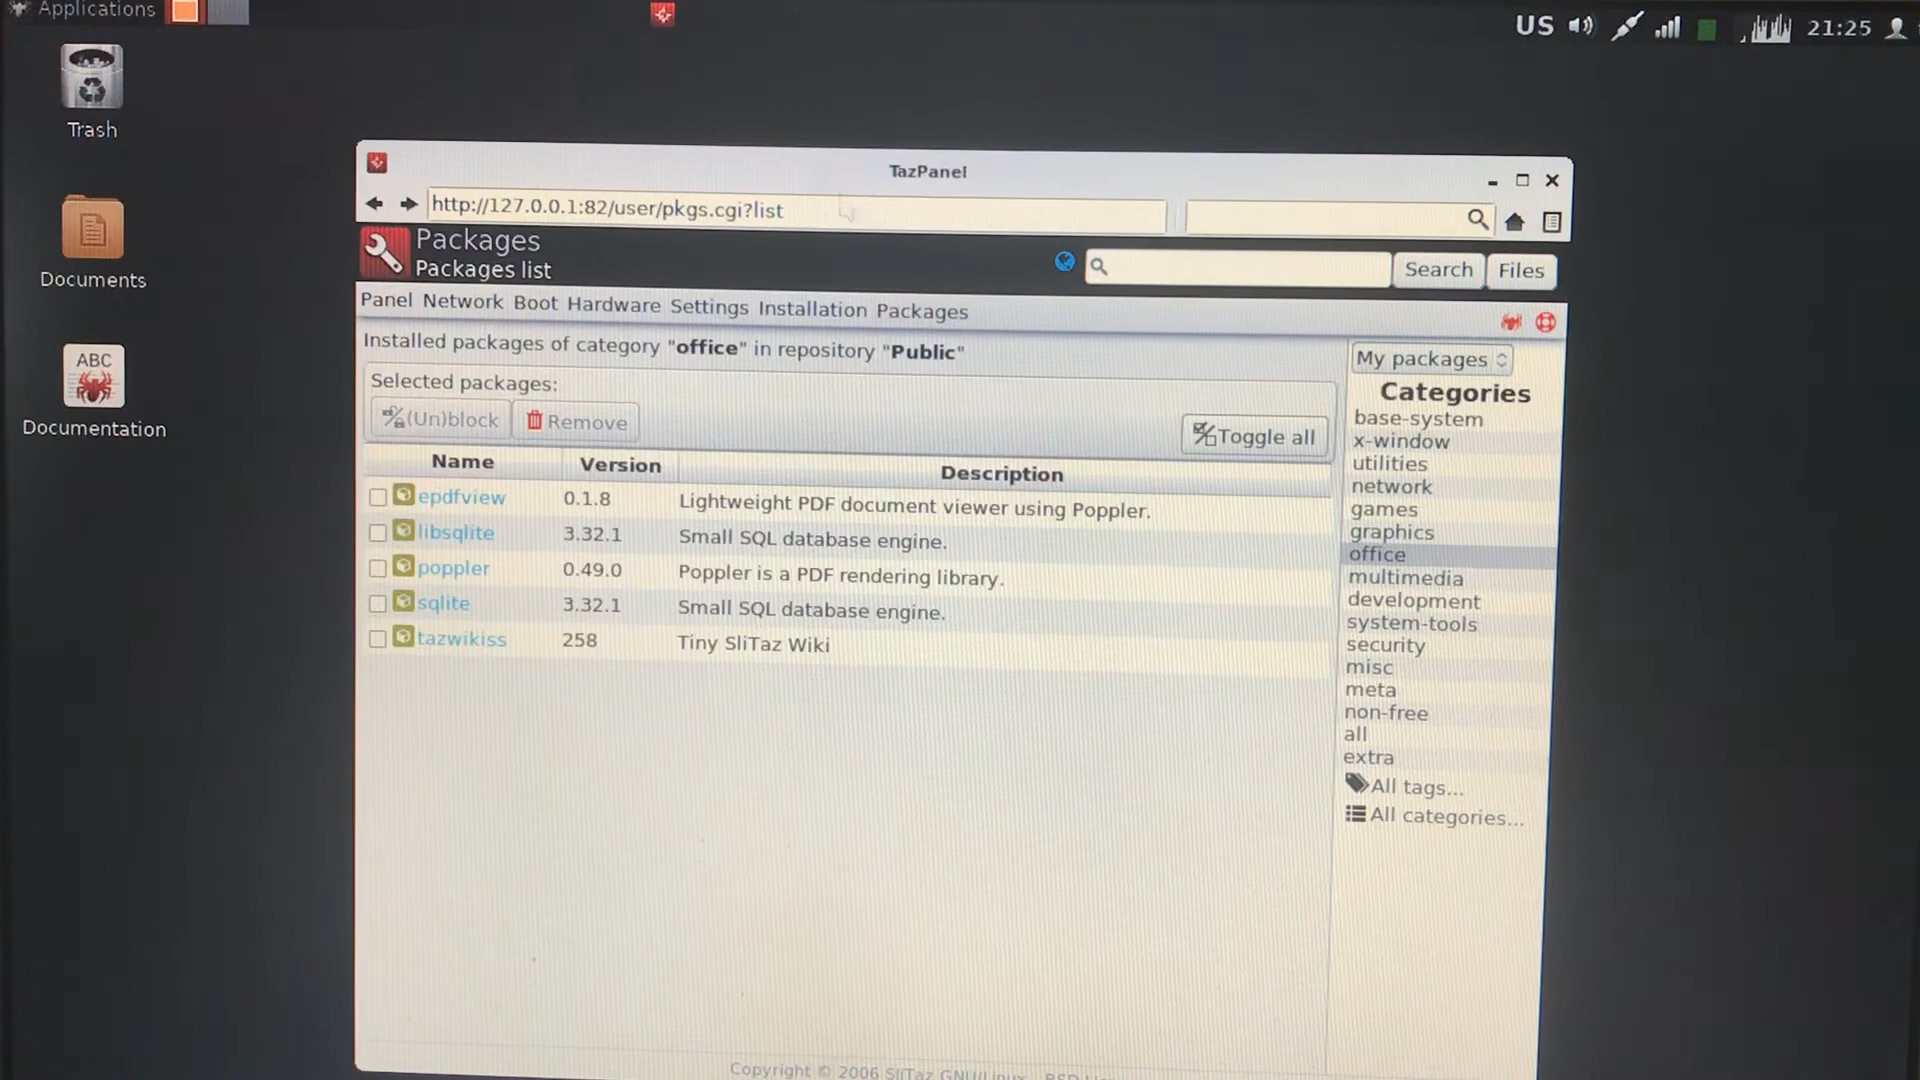 Applications
US 21:25
Trash
Documents
ABC
Documentation
TazPanel
http://127.0.0.1:82/user/pkgs.cgi?list
Packages
Packages list
Search Files
Panel Network Boot Hardware Settings Installation Packages
Installed packages of category "office" in repository "Public"
Selected packages:
(Un)block Remove Toggle all
Name Version Description
epdfview 0.1.8 Lightweight PDF document viewer using Poppler.
libsqlite 3.32.1 Small SQL database engine.
poppler 0.49.0 Poppler is a PDF rendering library.
sqlite 3.32.1 Small SQL database engine.
tazwikiss 258 Tiny SliTaz Wiki
My packages
Categories
base-system
x-window
utilities
network
games
graphics
office
multimedia
development
system-tools
security
misc
meta
non-free
all
extra
All tags...
All categories...
Copyright © 2006 SliTaz GNU/Linux